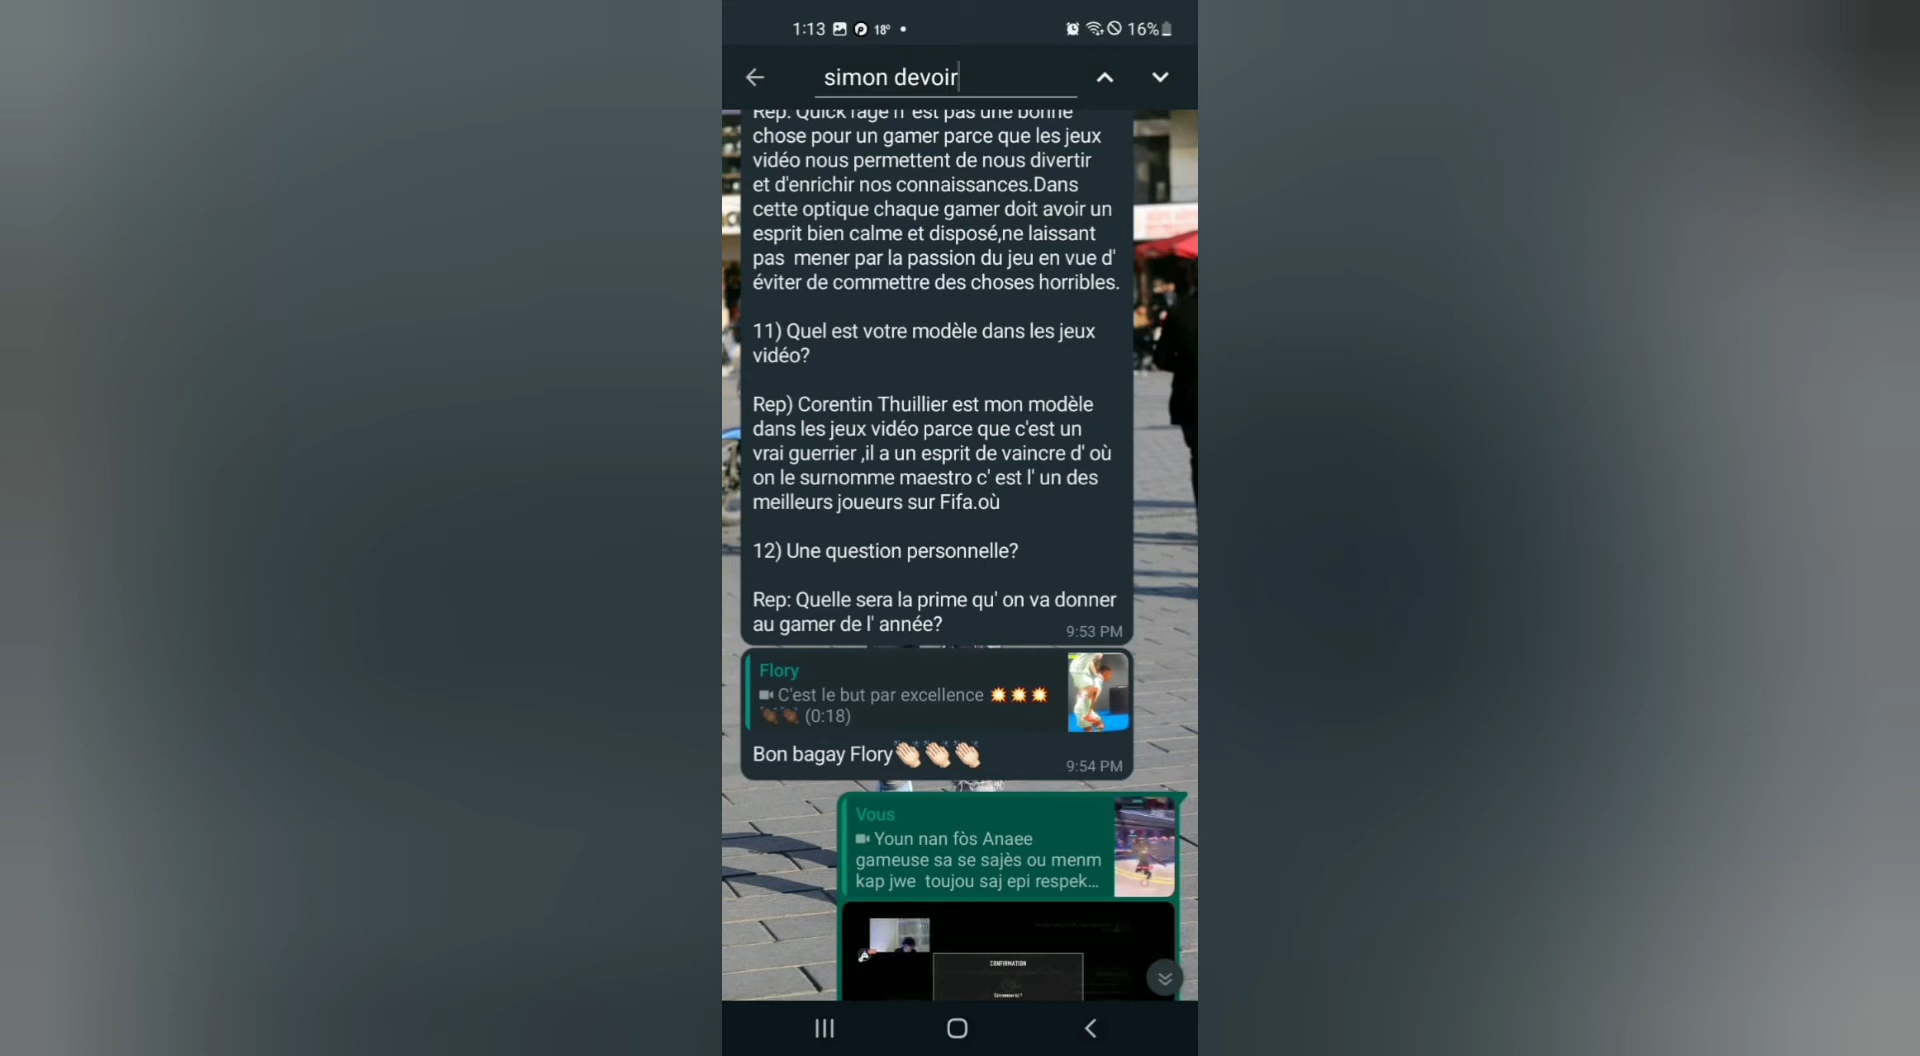 1:13 18° 16%
simon devoir
Rep: Quick rage n' est pas une bonne
chose pour un gamer parce que les jeux
vidéo nous permettent de nous divertir
et d'enrichir nos connaissances.Dans
cette optique chaque gamer doit avoir un
esprit bien calme et disposé,ne laissant
pas mener par la passion du jeu en vue d'
éviter de commettre des choses horribles.
11) Quel est votre modèle dans les jeux
vidéo?
Rep) Corentin Thuillier est mon modèle
dans les jeux vidéo parce que c'est un
vrai guerrier ,il a un esprit de vaincre d' où
on le surnomme maestro c' est l' un des
meilleurs joueurs sur Fifa.où
12) Une question personnelle?
Rep: Quelle sera la prime qu' on va donner
au gamer de l' année?
9:53 PM
Flory
C'est le but par excellence 💥💥💥
👏🏾👏🏾 (0:18)
Bon bagay Flory👏🏻👏🏻👏🏻
9:54 PM
Vous
Youn nan fòs Anaee
gameuse sa se sajès ou menm
kap jwe toujou saj epi respek...
CONFIRMATION